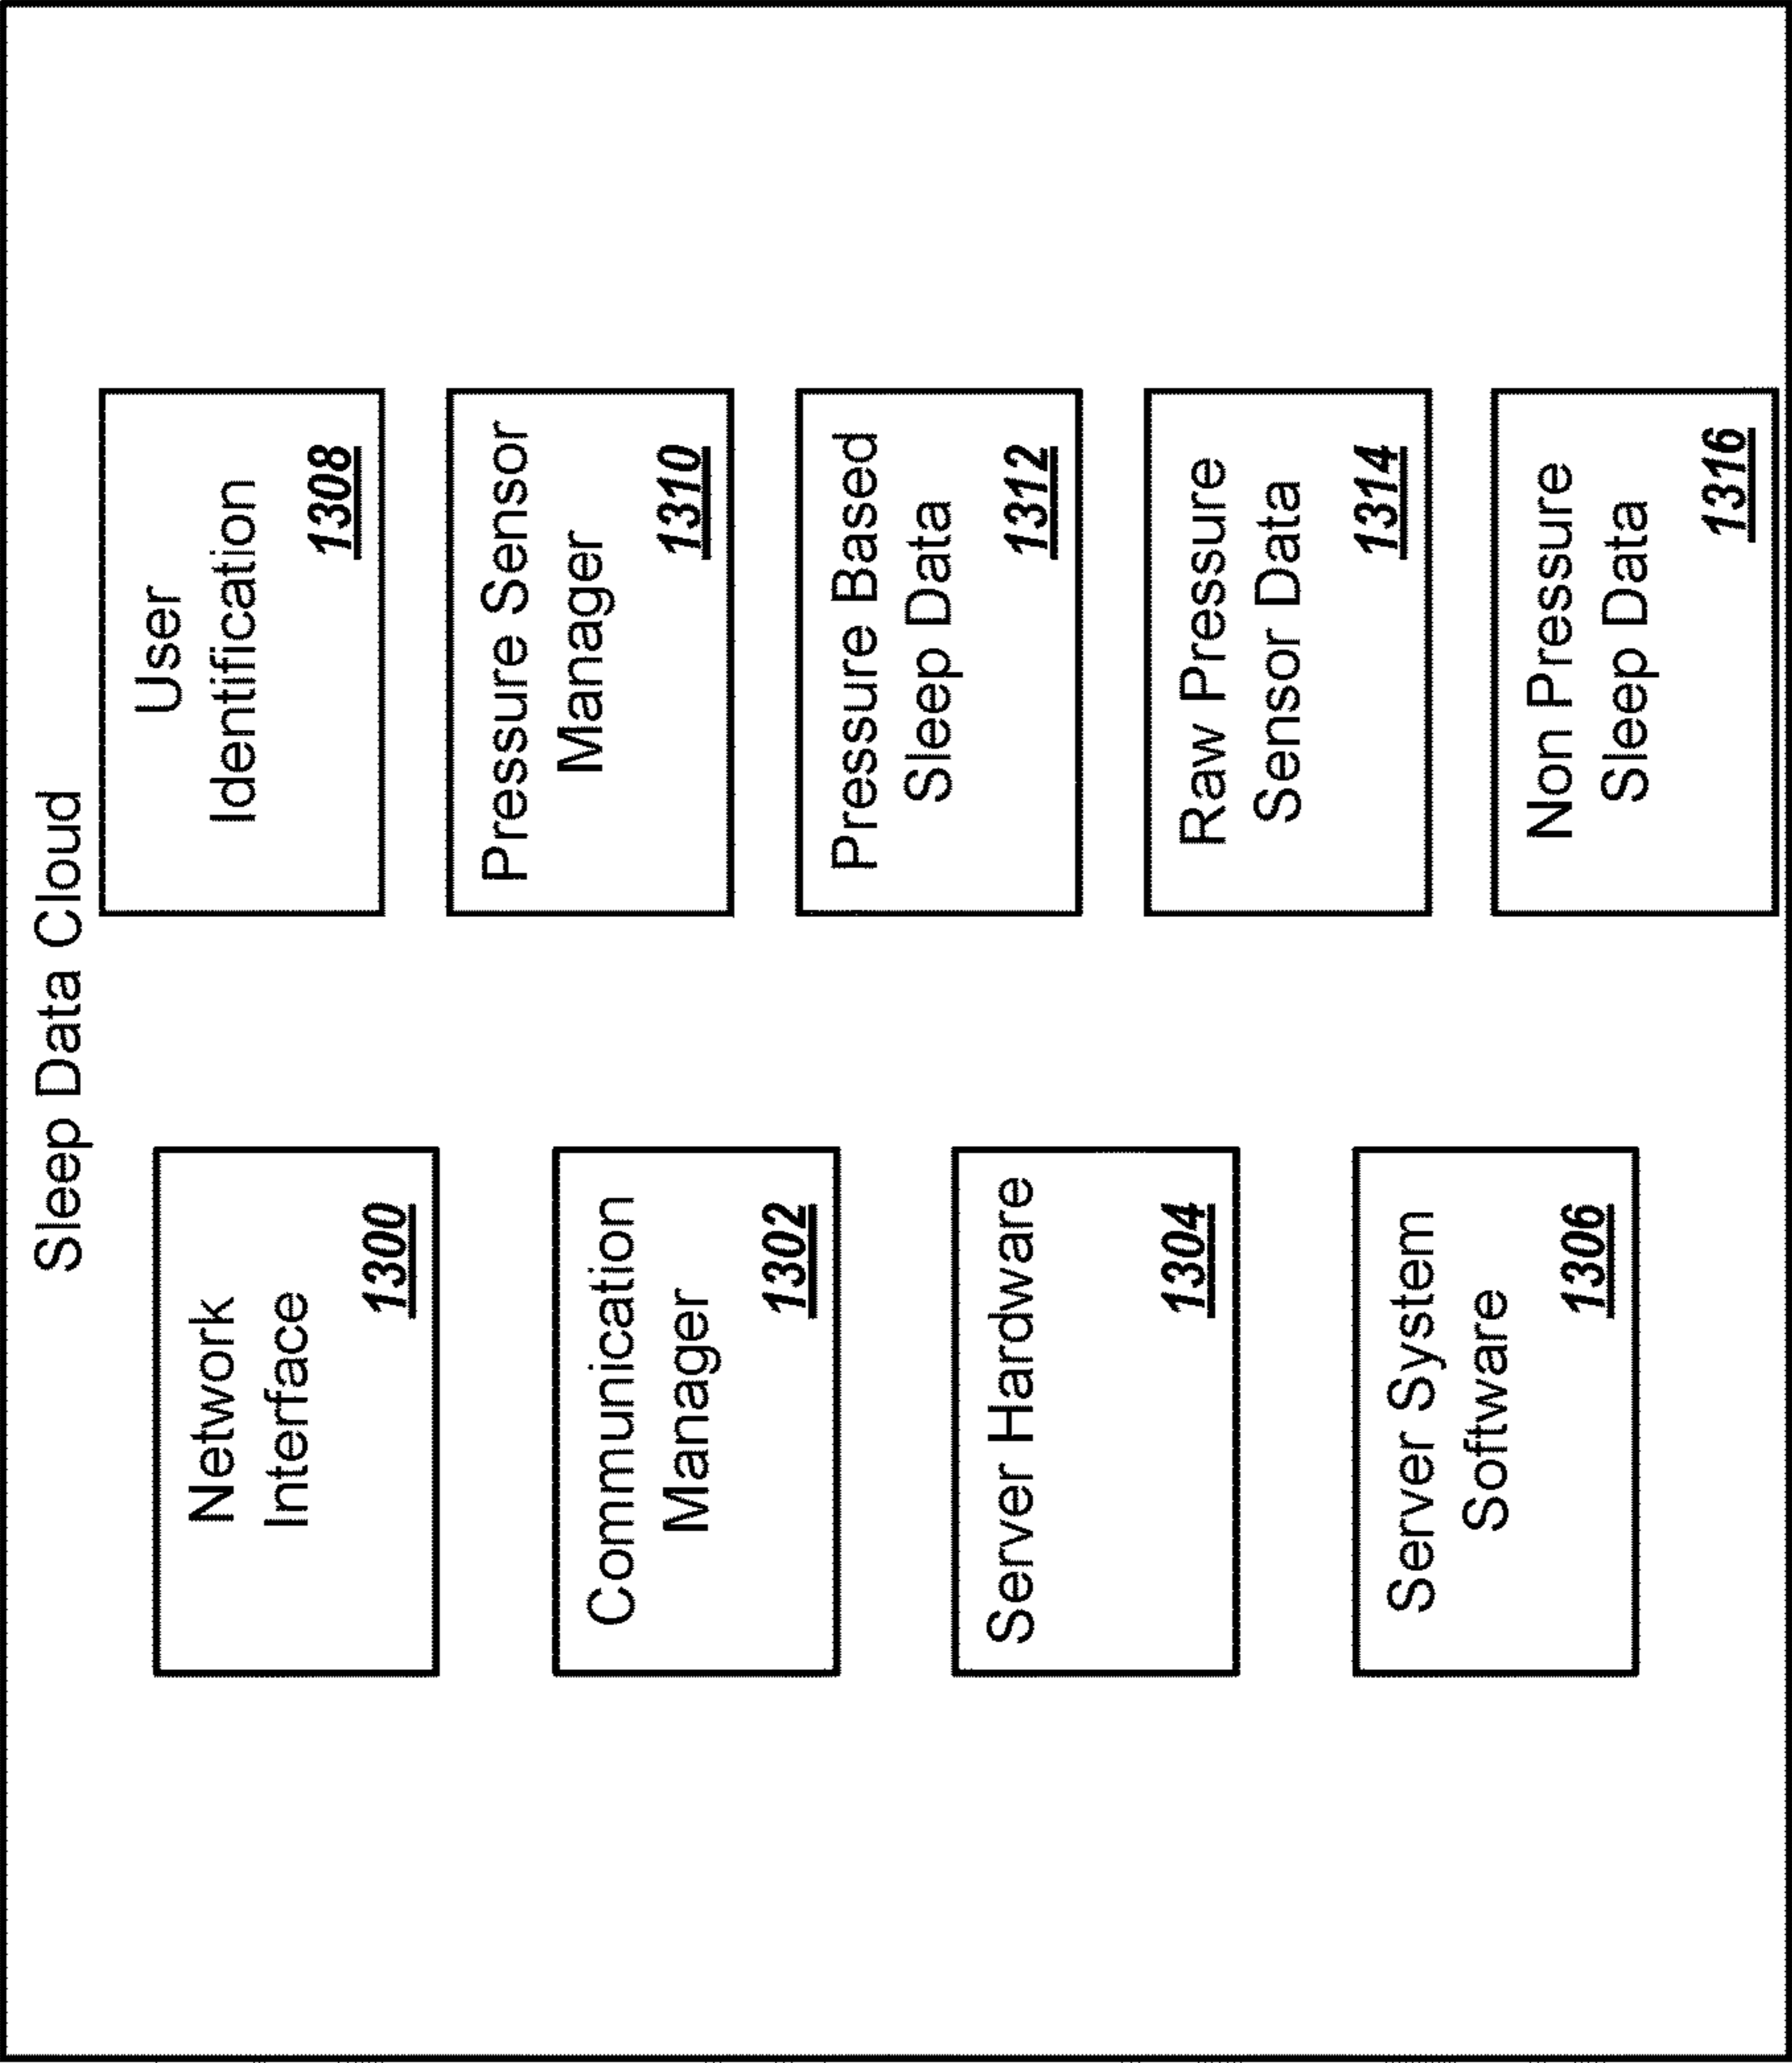 Sleep Data Cloud
Network
Interface
1300
Communication
Manager
1302
Server Hardware
1304
Server System
Software
1306
User
Identification
1308
Pressure Sensor
Manager
1310
Pressure Based
Sleep Data
1312
Raw Pressure
Sensor Data
1314
Non Pressure
Sleep Data
1316